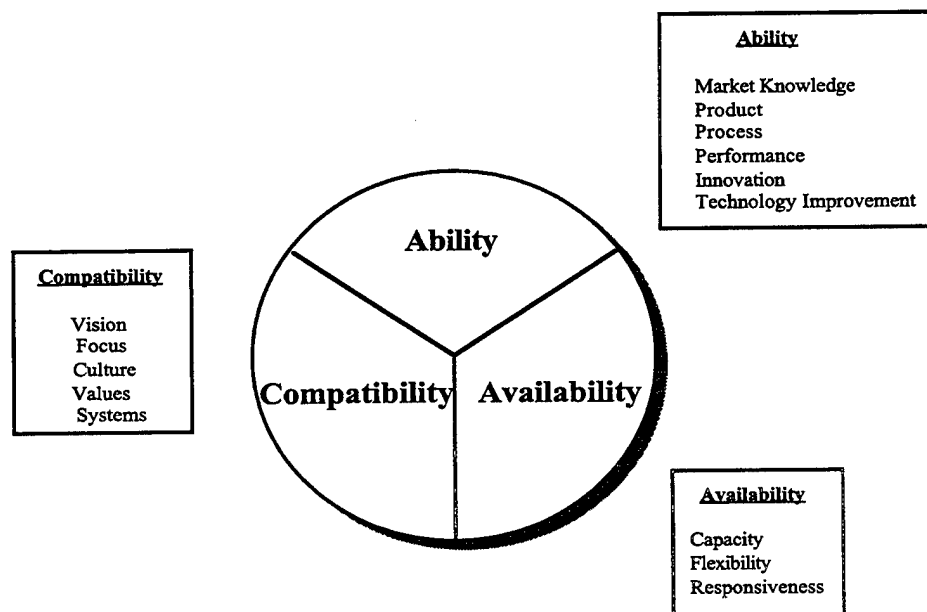 Ability
Market Knowledge
Product
Process
Performance
Innovation
Technology Improvement
Ability
Compatibility
Vision
Focus
Culture
Values
Systems
Compatibility
Availability
Availability
Capacity
Flexibility
Responsiveness